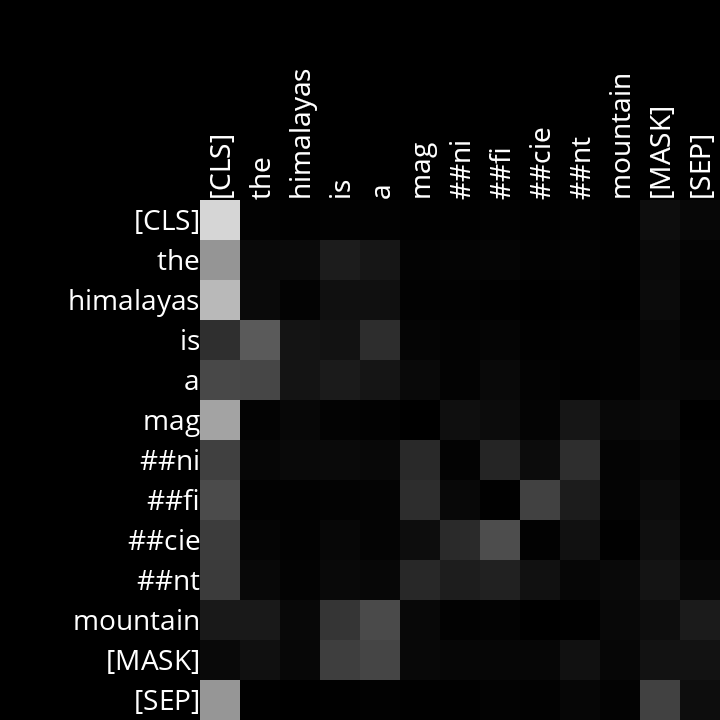 [CLS] the himalayas is a mag ##ni ##fi ##cie ##nt mountain [MASK] [SEP]
[CLS]
the
himalayas
is
a
mag
##ni
##fi
##cie
##nt
mountain
[MASK]
[SEP]